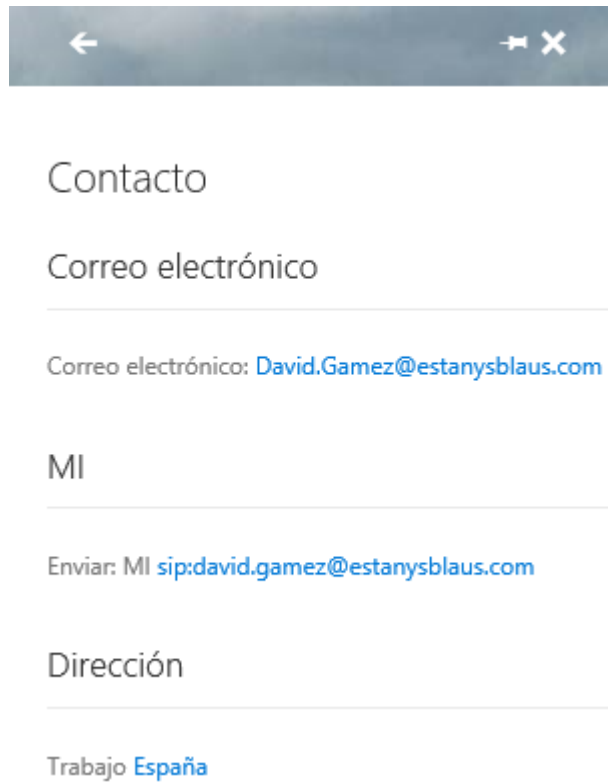 Contacto
Correo electrónico
Correo electrónico: David.Gamez@estanysblaus.com
MI
Enviar: MI sip:david.gamez@estanysblaus.com
Dirección
Trabajo España